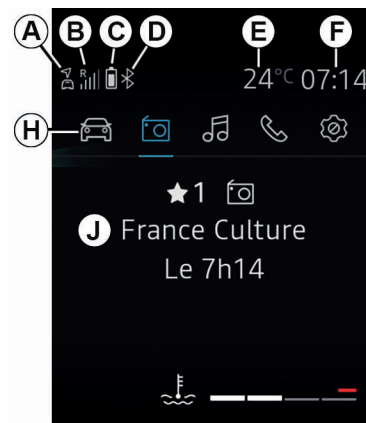 A B C D E F
R 24°C 07:14
H
★1
J France Culture
Le 7h14